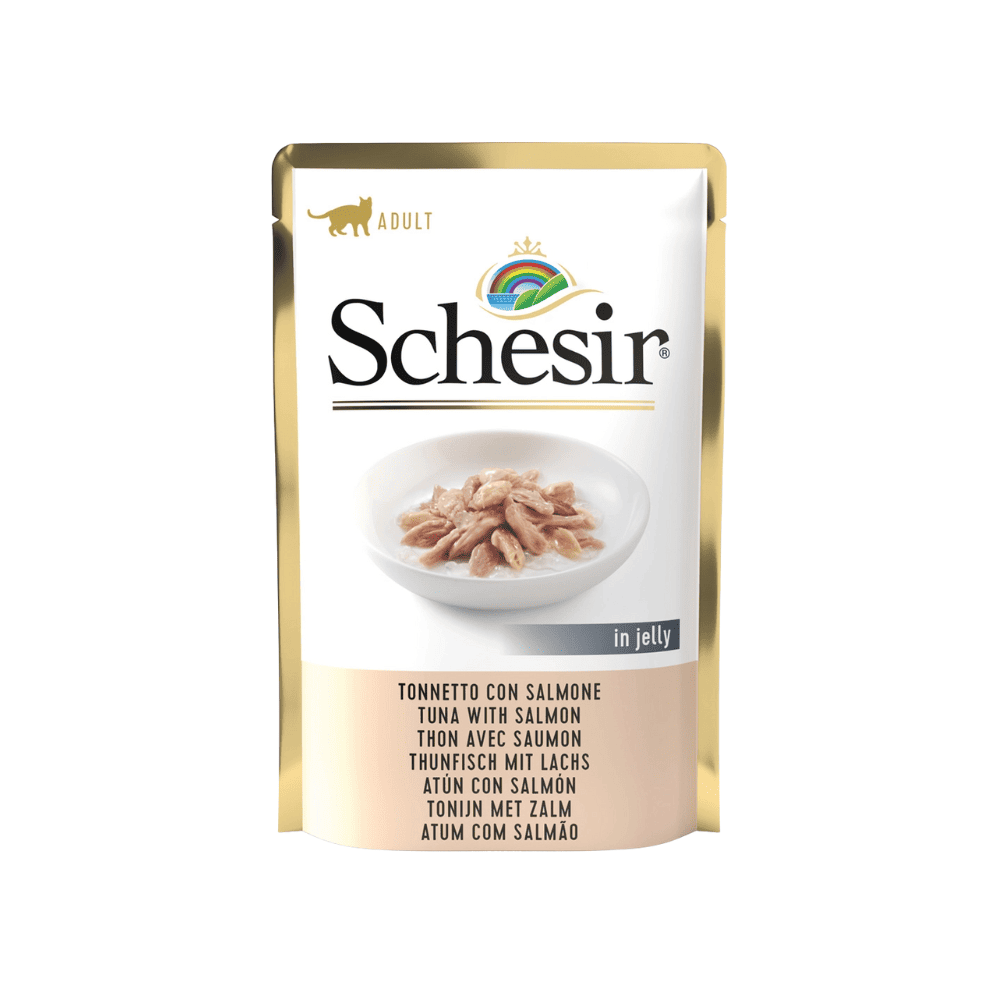 ADULT
Schesir®
in jelly
TONNETTO CON SALMONE
TUNA WITH SALMON
THON AVEC SAUMON
THUNFISCH MIT LACHS
ATÚN CON SALMÓN
TONIJN MET ZALM
ATUM COM SALMÃO